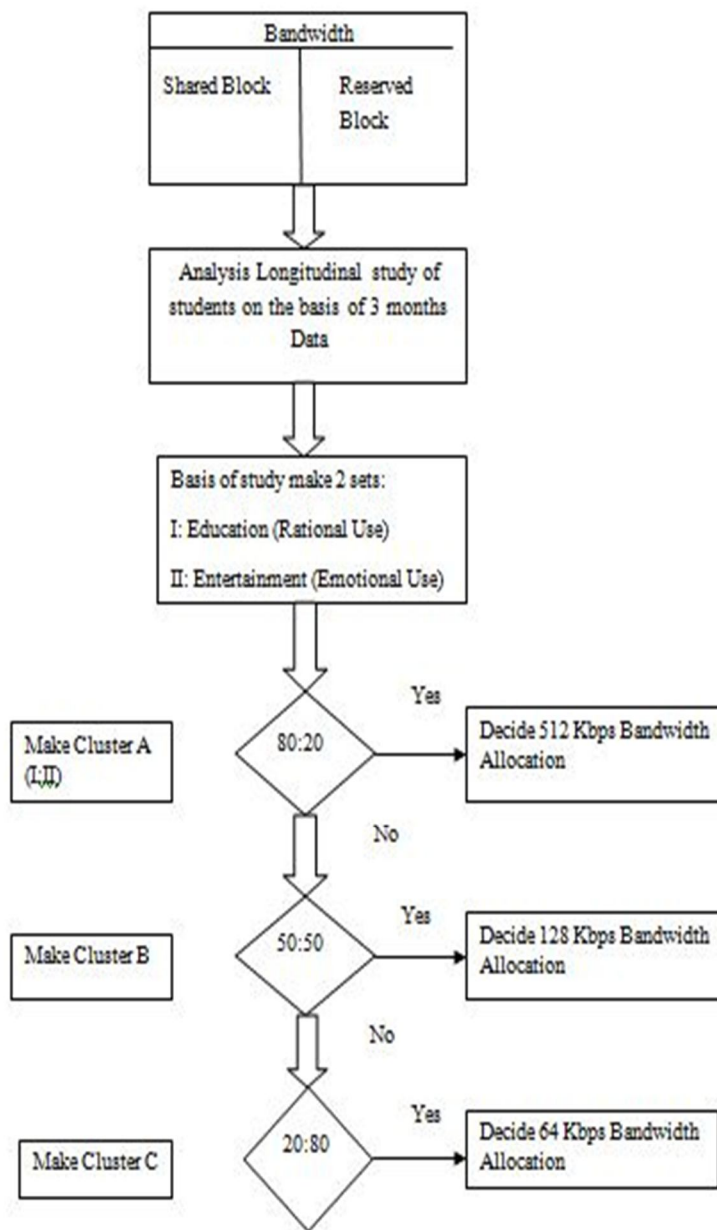 Bandwidth
Shared Block
Reserved
Block
Analysis Longitudinal study of
students on the basis of 3 months
Data
Basis of study make 2 sets:
I: Education (Rational Use)
II: Entertainment (Emotional Use)
Make Cluster A
(I;II)
80:20
Yes
Decide 512 Kbps Bandwidth
Allocation
No
Make Cluster B
50:50
Yes
Decide 128 Kbps Bandwidth
Allocation
No
Make Cluster C
20:80
Yes
Decide 64 Kbps Bandwidth
Allocation